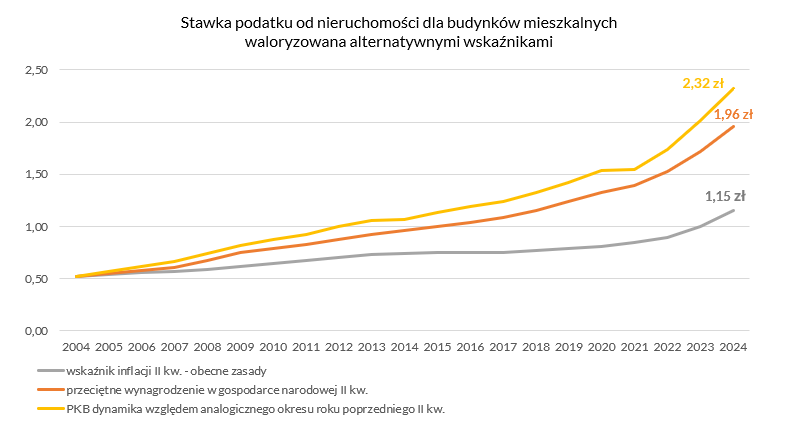 Stawka podatku od nieruchomości dla budynków mieszkalnych
waloryzowana alternatywnymi wskaźnikami
2,50
2,00
1,50
1,00
0,50
0,00
2,32 zł
1,96 zł
1,15 zł
2004 2005 2006 2007 2008 2009 2010 2011 2012 2013 2014 2015 2016 2017 2018 2019 2020 2021 2022 2023 2024
wskaźnik inflacji II kw. - obecne zasady
przeciętne wynagrodzenie w gospodarce narodowej II kw.
PKB dynamika względem analogicznego okresu roku poprzedniego II kw.